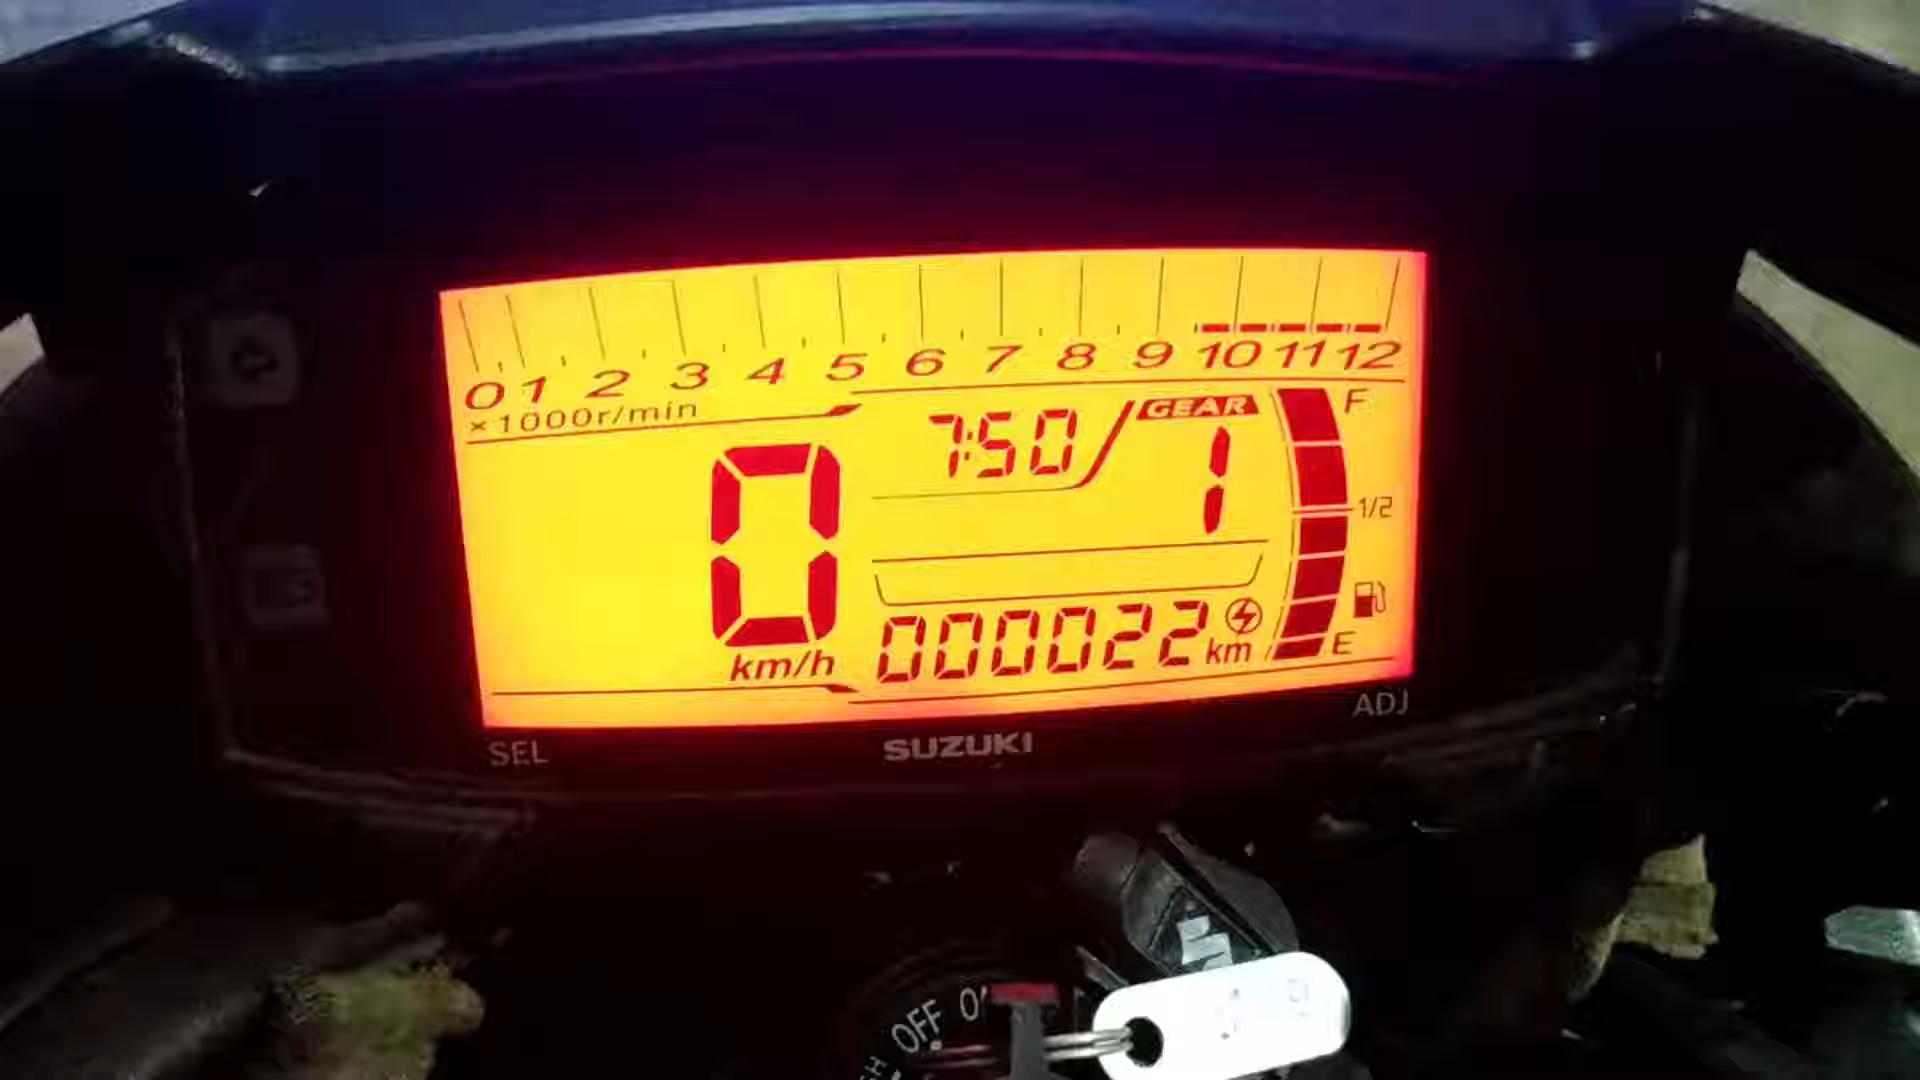 0 1 2 3 4 5 6 7 8 9 10 11 12
×1000r/min
7:50
GEAR
1
F
1/2
E
0
km/h
000022 km
SEL
SUZUKI
ADJ
OFF